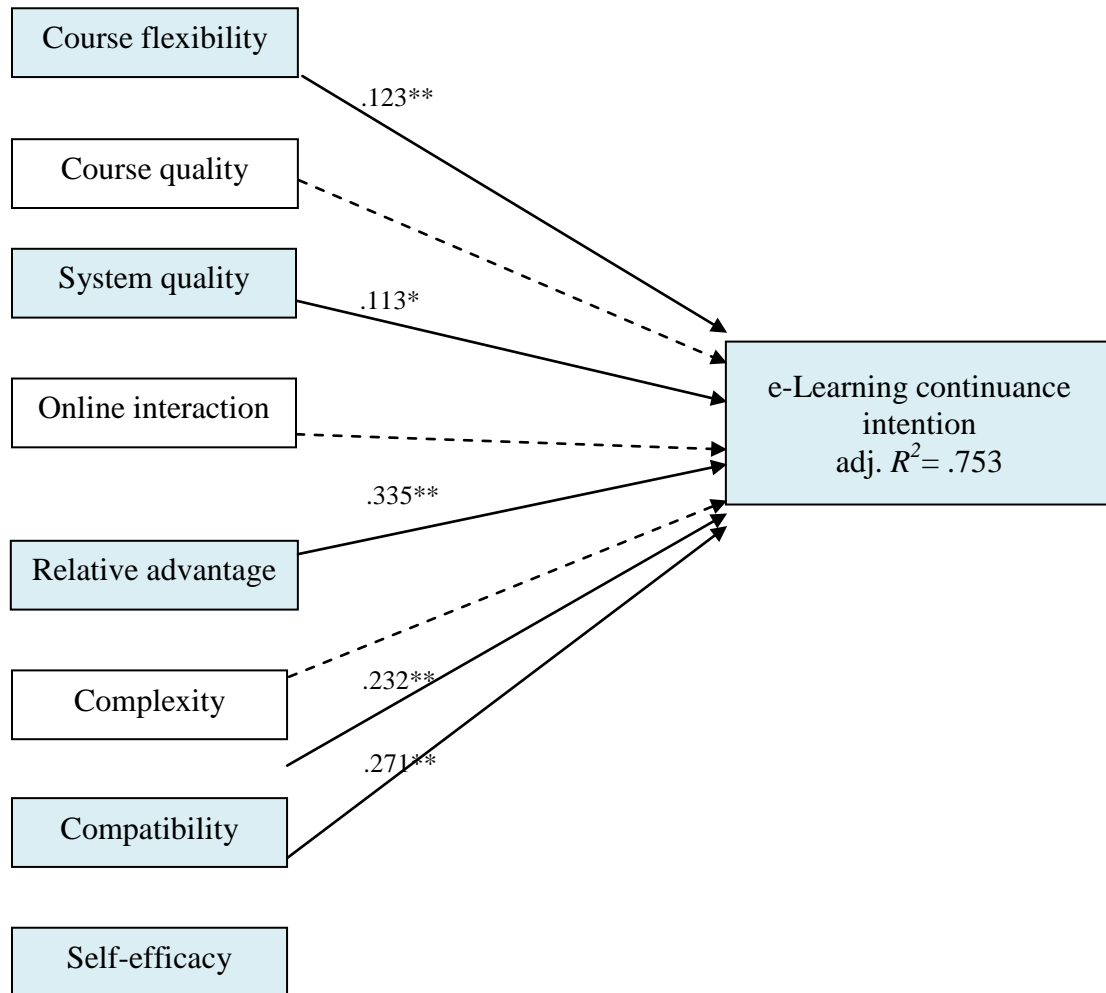 Course flexibility
.123**
Course quality
System quality
.113*
Online interaction
e-Learning continuance
intention
adj. R²= .753
.335**
Relative advantage
Complexity
.232**
.271**
Compatibility
Self-efficacy